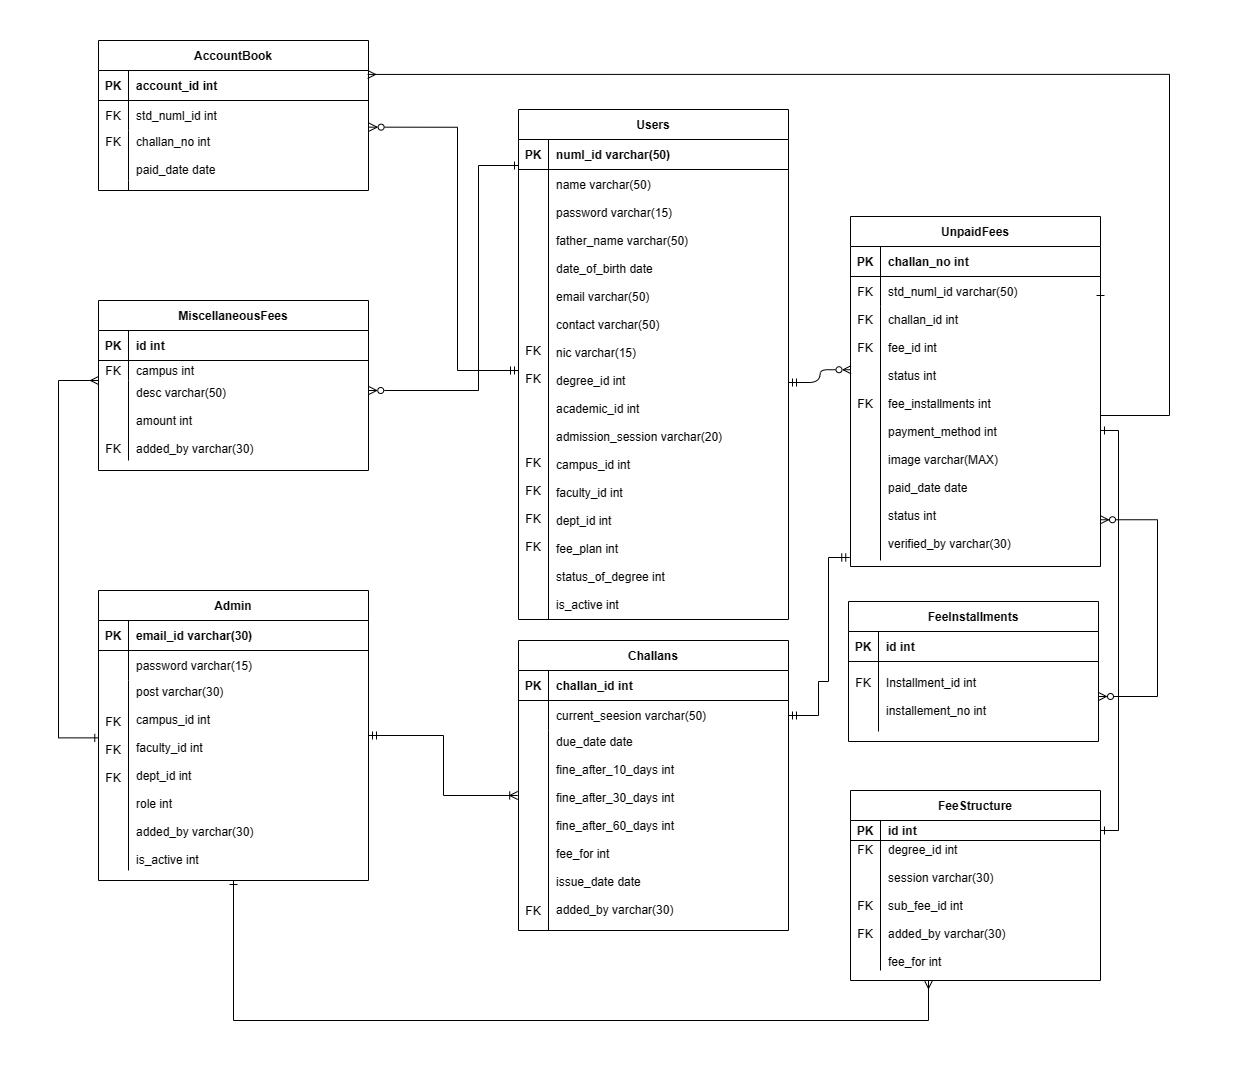 AccountBook
PK account_id int
FK std_numl_id int
FK challan_no int
paid_date date
Users
PK numl_id varchar(50)
name varchar(50)
password varchar(15)
father_name varchar(50)
date_of_birth date
email varchar(50)
contact varchar(50)
FK nic varchar(15)
FK degree_id int
academic_id int
admission_session varchar(20)
FK campus_id int
FK faculty_id int
FK dept_id int
FK fee_plan int
status_of_degree int
is_active int
UnpaidFees
PK challan_no int
FK std_numl_id varchar(50)
FK challan_id int
FK fee_id int
status int
FK fee_installments int
payment_method int
image varchar(MAX)
paid_date date
status int
verified_by varchar(30)
MiscellaneousFees
PK id int
FK campus int
desc varchar(50)
amount int
FK added_by varchar(30)
Admin
PK email_id varchar(30)
password varchar(15)
post varchar(30)
FK campus_id int
FK faculty_id int
FK dept_id int
role int
added_by varchar(30)
is_active int
Challans
PK challan_id int
current_seesion varchar(50)
due_date date
fine_after_10_days int
fine_after_30_days int
fine_after_60_days int
fee_for int
issue_date date
FK added_by varchar(30)
FeeInstallments
PK id int
FK Installment_id int
installement_no int
FeeStructure
PK id int
FK degree_id int
session varchar(30)
FK sub_fee_id int
FK added_by varchar(30)
fee_for int